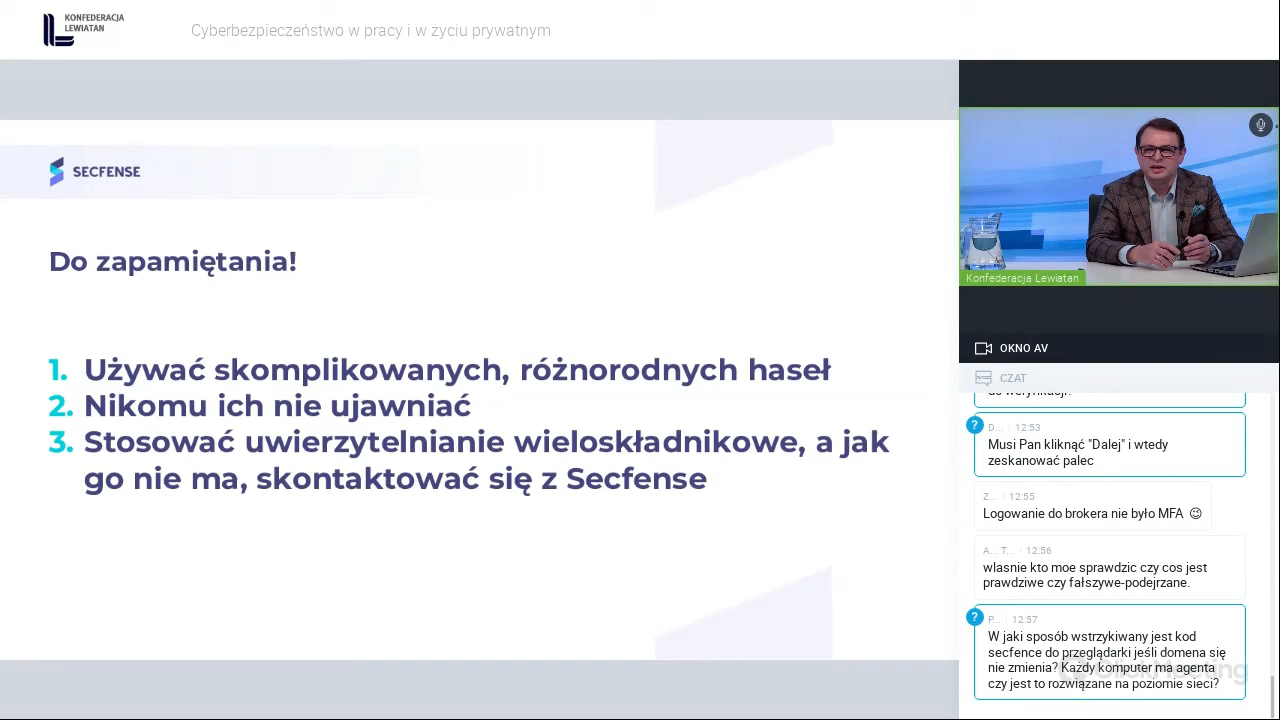 KONFEDERACJA
LEWIATAN
Cyberbezpieczeństwo w pracy i w życiu prywatnym
SECFENSE
Do zapamiętania!
1. Używać skomplikowanych, różnorodnych haseł
2. Nikomu ich nie ujawniać
3. Stosować uwierzytelnianie wieloskładnikowe, a jak
go nie ma, skontaktować się z Secfense
Konfederacja Lewiatan
OKNO AV
CZAT
do weryfikacji.
? D... 12:53
Musi Pan kliknąć "Dalej" i wtedy
zeskanować palec
Z... 12:55
Logowanie do brokera nie było MFA
A... T... 12:56
wlasnie kto moe sprawdzic czy cos jest
prawdziwe czy fałszywe-podejrzane.
? P... 12:57
W jaki sposób wstrzykiwany jest kod
secfence do przeglądarki jeśli domena się
nie zmienia? Każdy komputer ma agenta
czy jest to rozwiązane na poziomie sieci?
ClickMeeting